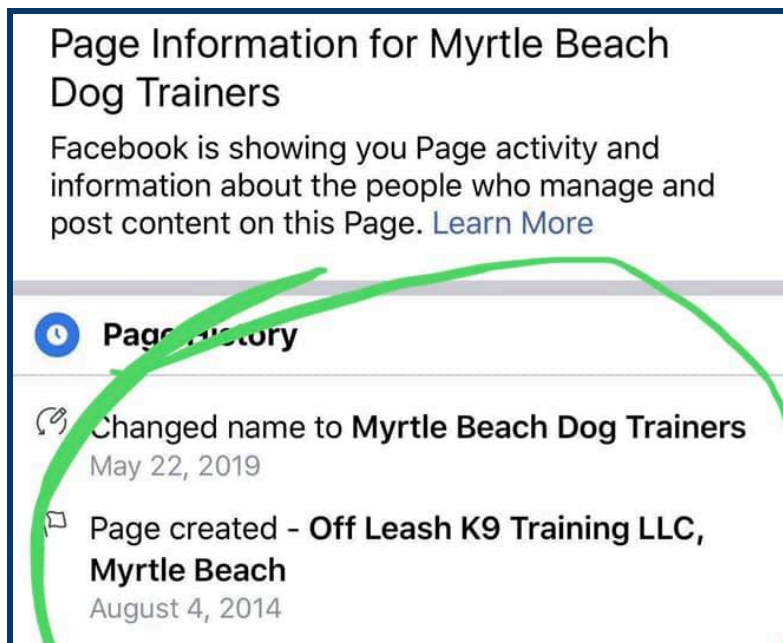 Page Information for Myrtle Beach
Dog Trainers
Facebook is showing you Page activity and
information about the people who manage and
post content on this Page. Learn More
Page History
Changed name to Myrtle Beach Dog Trainers
May 22, 2019
Page created - Off Leash K9 Training LLC,
Myrtle Beach
August 4, 2014